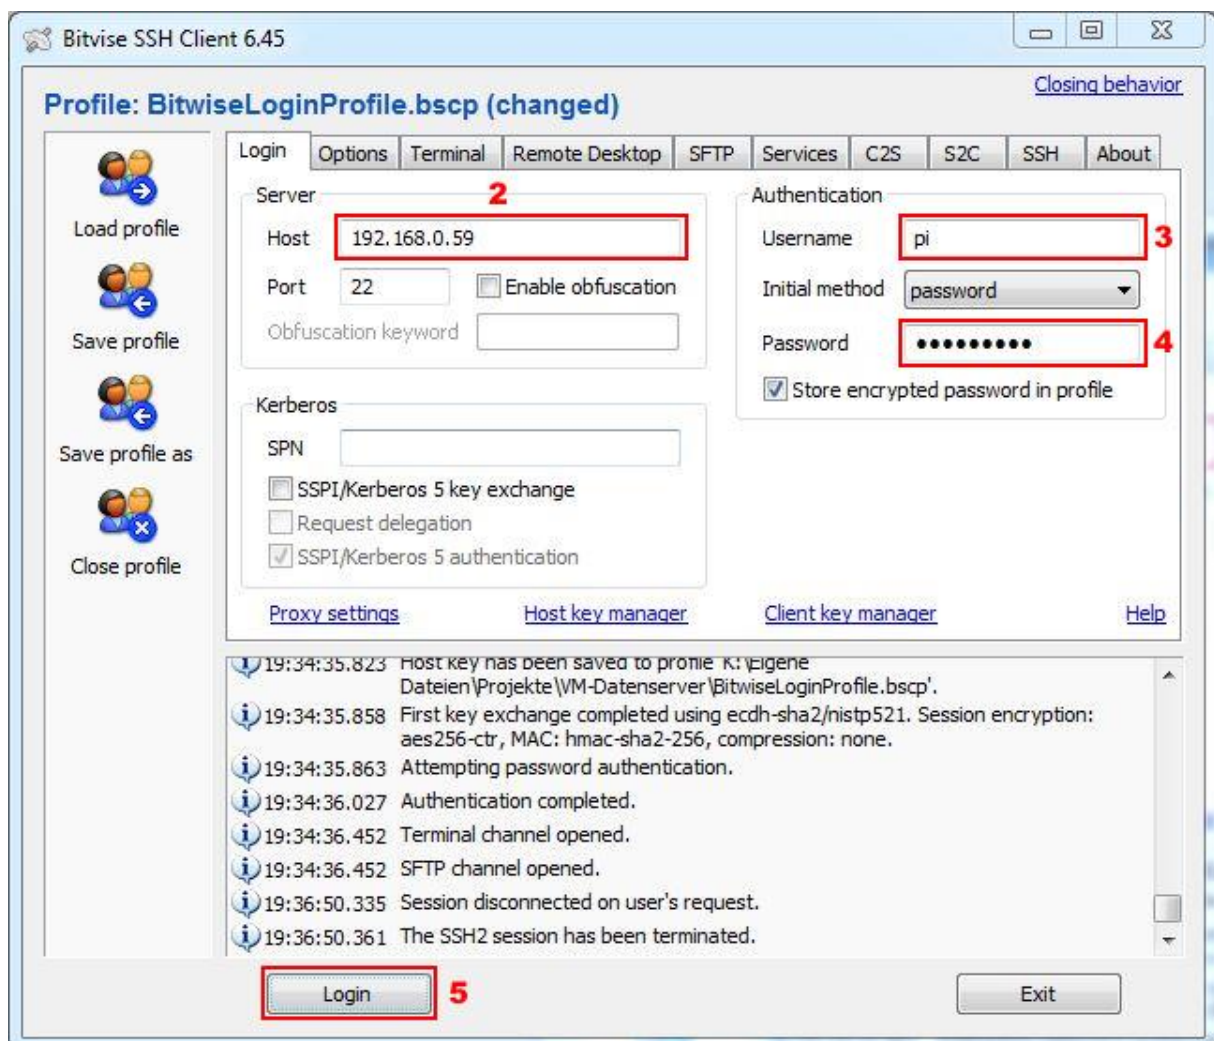 Bitvise SSH Client 6.45
Closing behavior
Profile: BitwiseLoginProfile.bscp (changed)
Load profile
Save profile
Save profile as
Close profile
Login Options Terminal Remote Desktop SFTP Services C2S S2C SSH About
Server
2
Host 192.168.0.59
Port 22 Enable obfuscation
Obfuscation keyword
Authentication
Username pi 3
Initial method password
Password ●●●●●●●●● 4
Store encrypted password in profile
Kerberos
SPN
SSPI/Kerberos 5 key exchange
Request delegation
SSPI/Kerberos 5 authentication
Proxy settings Host key manager Client key manager Help
19:34:35.823 Host key has been saved to profile 'K:\Eigene
Dateien\Projekte\VM-Datenserver\BitwiseLoginProfile.bscp'.
19:34:35.858 First key exchange completed using ecdh-sha2/nistp521. Session encryption:
aes256-ctr, MAC: hmac-sha2-256, compression: none.
19:34:35.863 Attempting password authentication.
19:34:36.027 Authentication completed.
19:34:36.452 Terminal channel opened.
19:34:36.452 SFTP channel opened.
19:36:50.335 Session disconnected on user's request.
19:36:50.361 The SSH2 session has been terminated.
Login 5
Exit